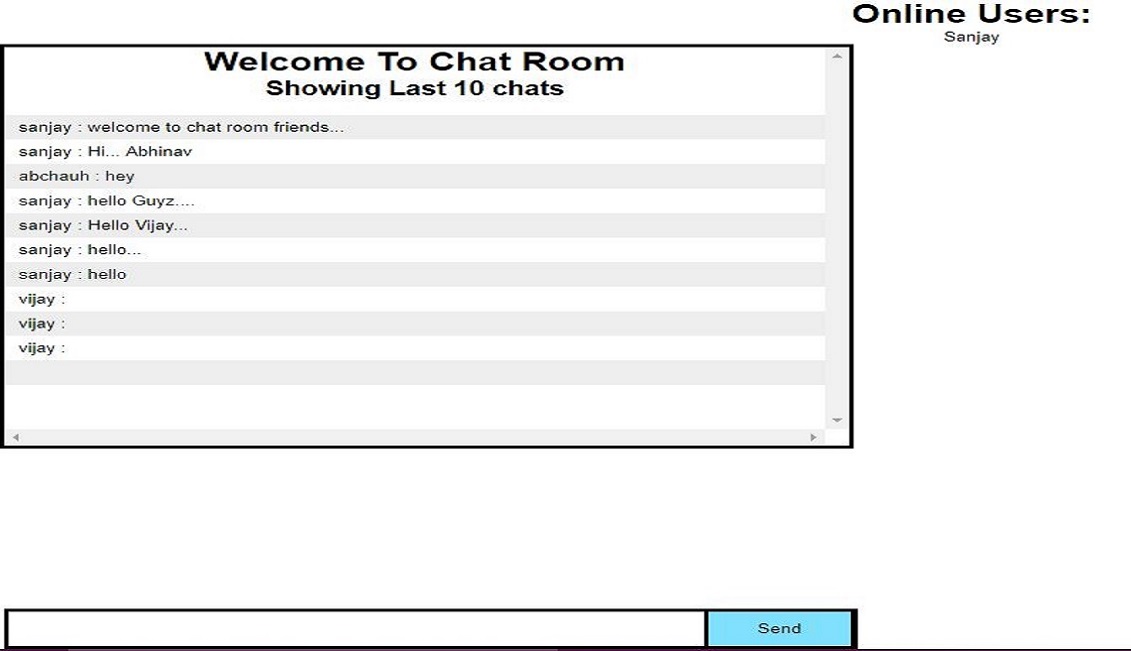 Online Users:
Sanjay
Welcome To Chat Room
Showing Last 10 chats
sanjay : welcome to chat room friends...
sanjay : Hi... Abhinav
abchauh : hey
sanjay : hello Guyz....
sanjay : Hello Vijay...
sanjay : hello...
sanjay : hello
vijay :
vijay :
vijay :
Send